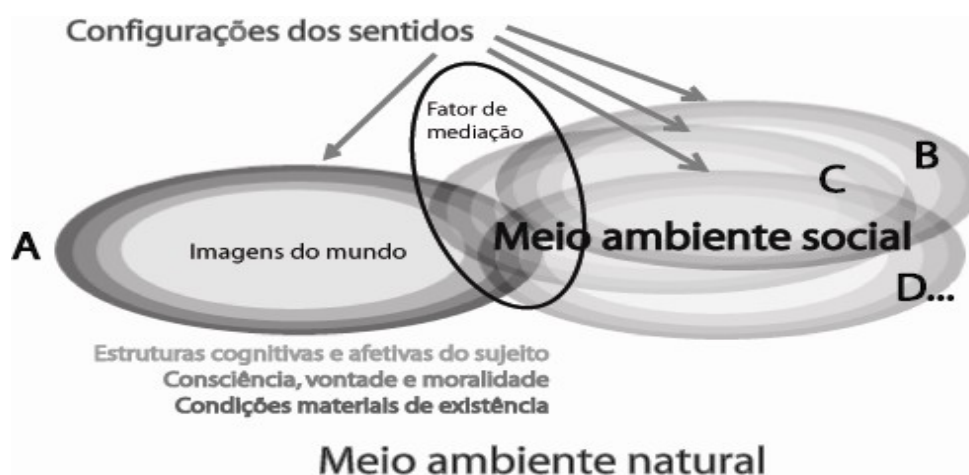 Configurações dos sentidos
Fator de
mediação
B
C
A
Imagens do mundo
Meio ambiente social
D...
Estruturas cognitivas e afetivas do sujeito
Consciência, vontade e moralidade
Condições materiais de existência
Meio ambiente natural